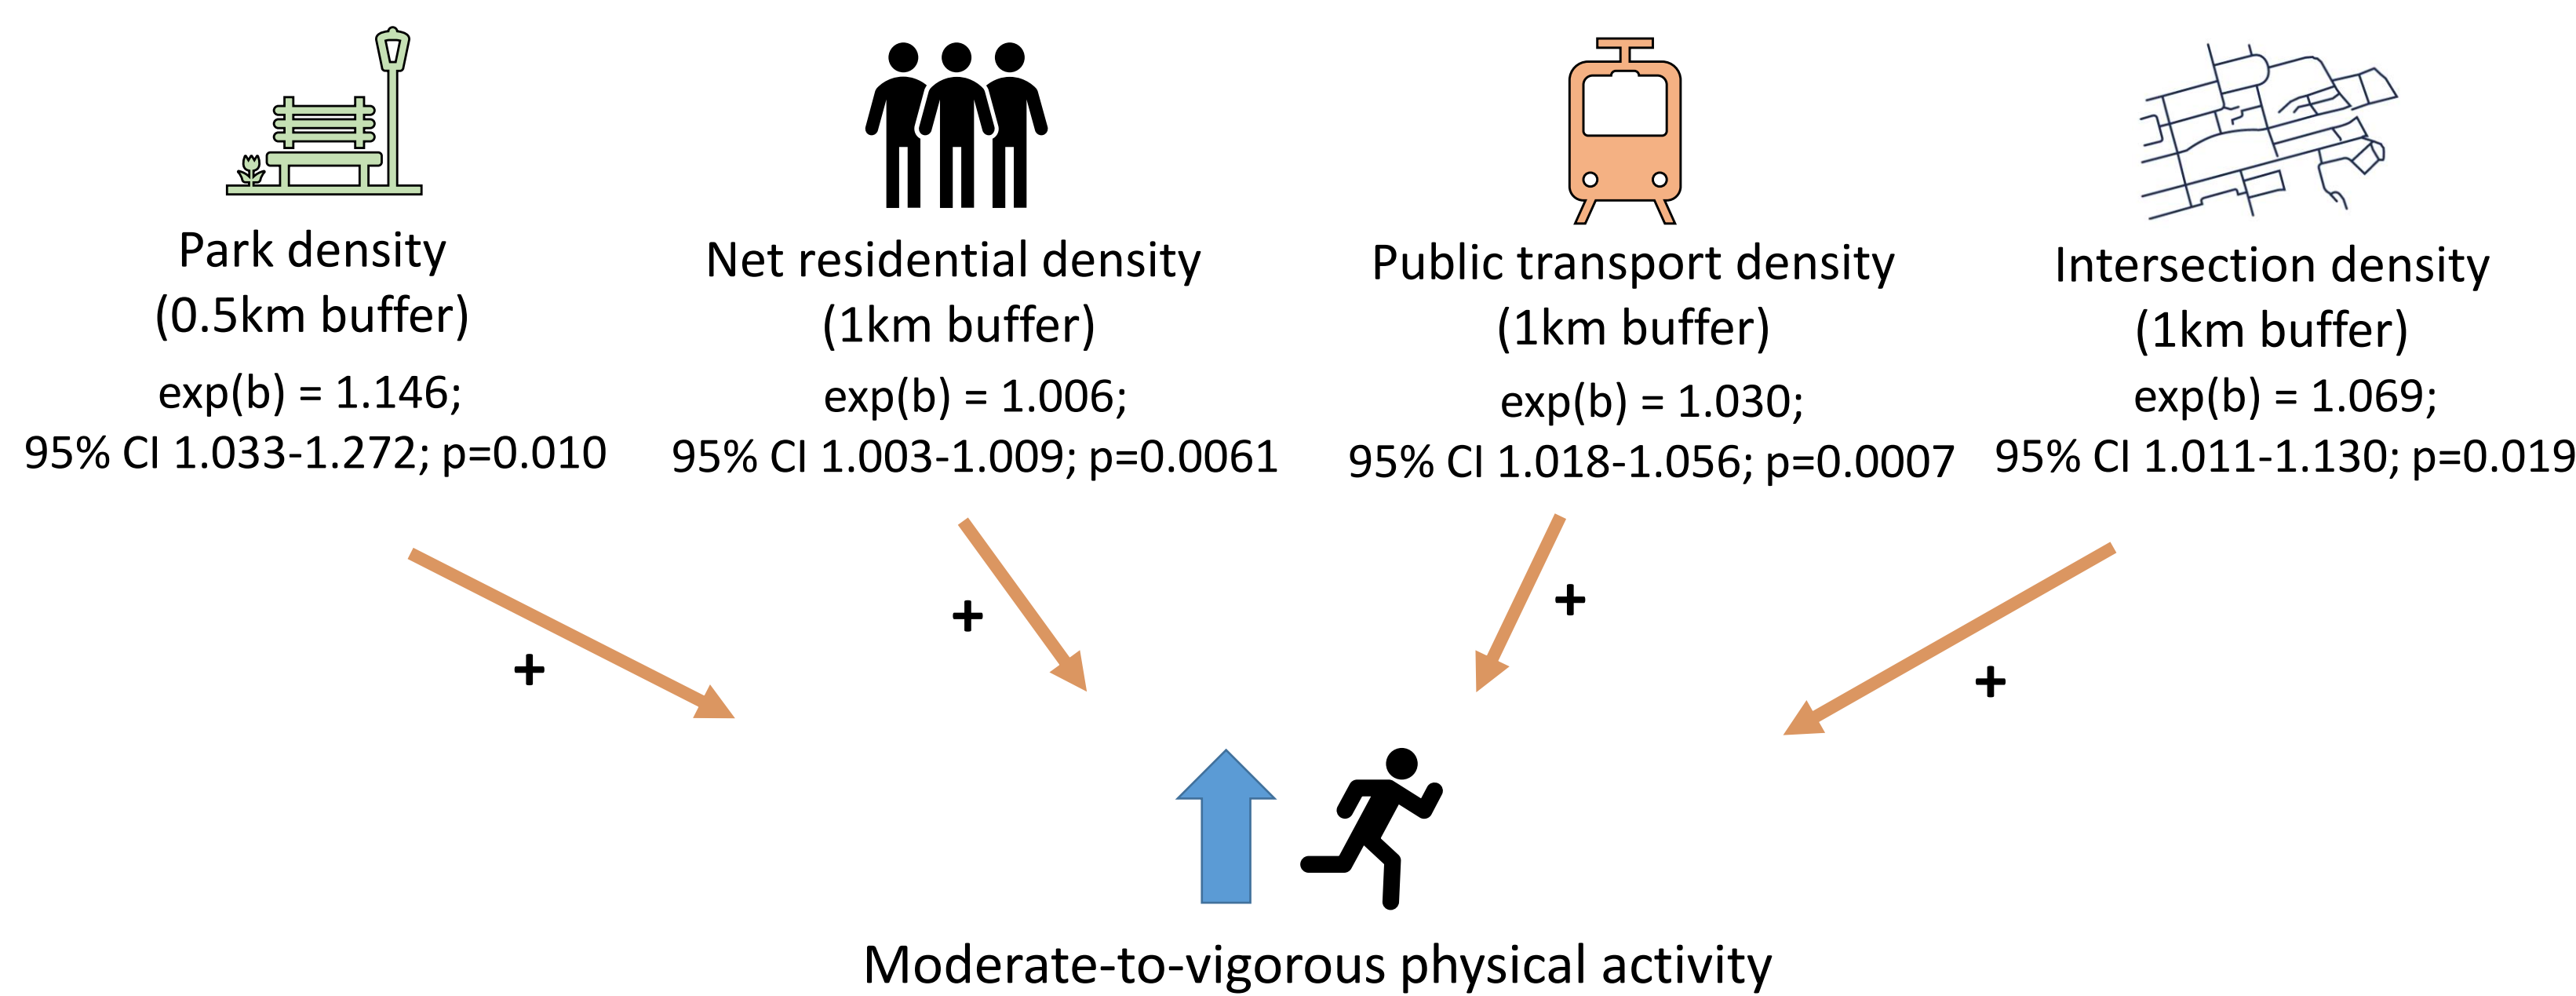 Park density
(0.5km buffer)
exp(b) = 1.146;
95% CI 1.033-1.272; p=0.010
Net residential density
(1km buffer)
exp(b) = 1.006;
95% CI 1.003-1.009; p=0.0061
Public transport density
(1km buffer)
exp(b) = 1.030;
95% CI 1.018-1.056; p=0.0007
Intersection density
(1km buffer)
exp(b) = 1.069;
95% CI 1.011-1.130; p=0.019
+
+
+
+
Moderate-to-vigorous physical activity